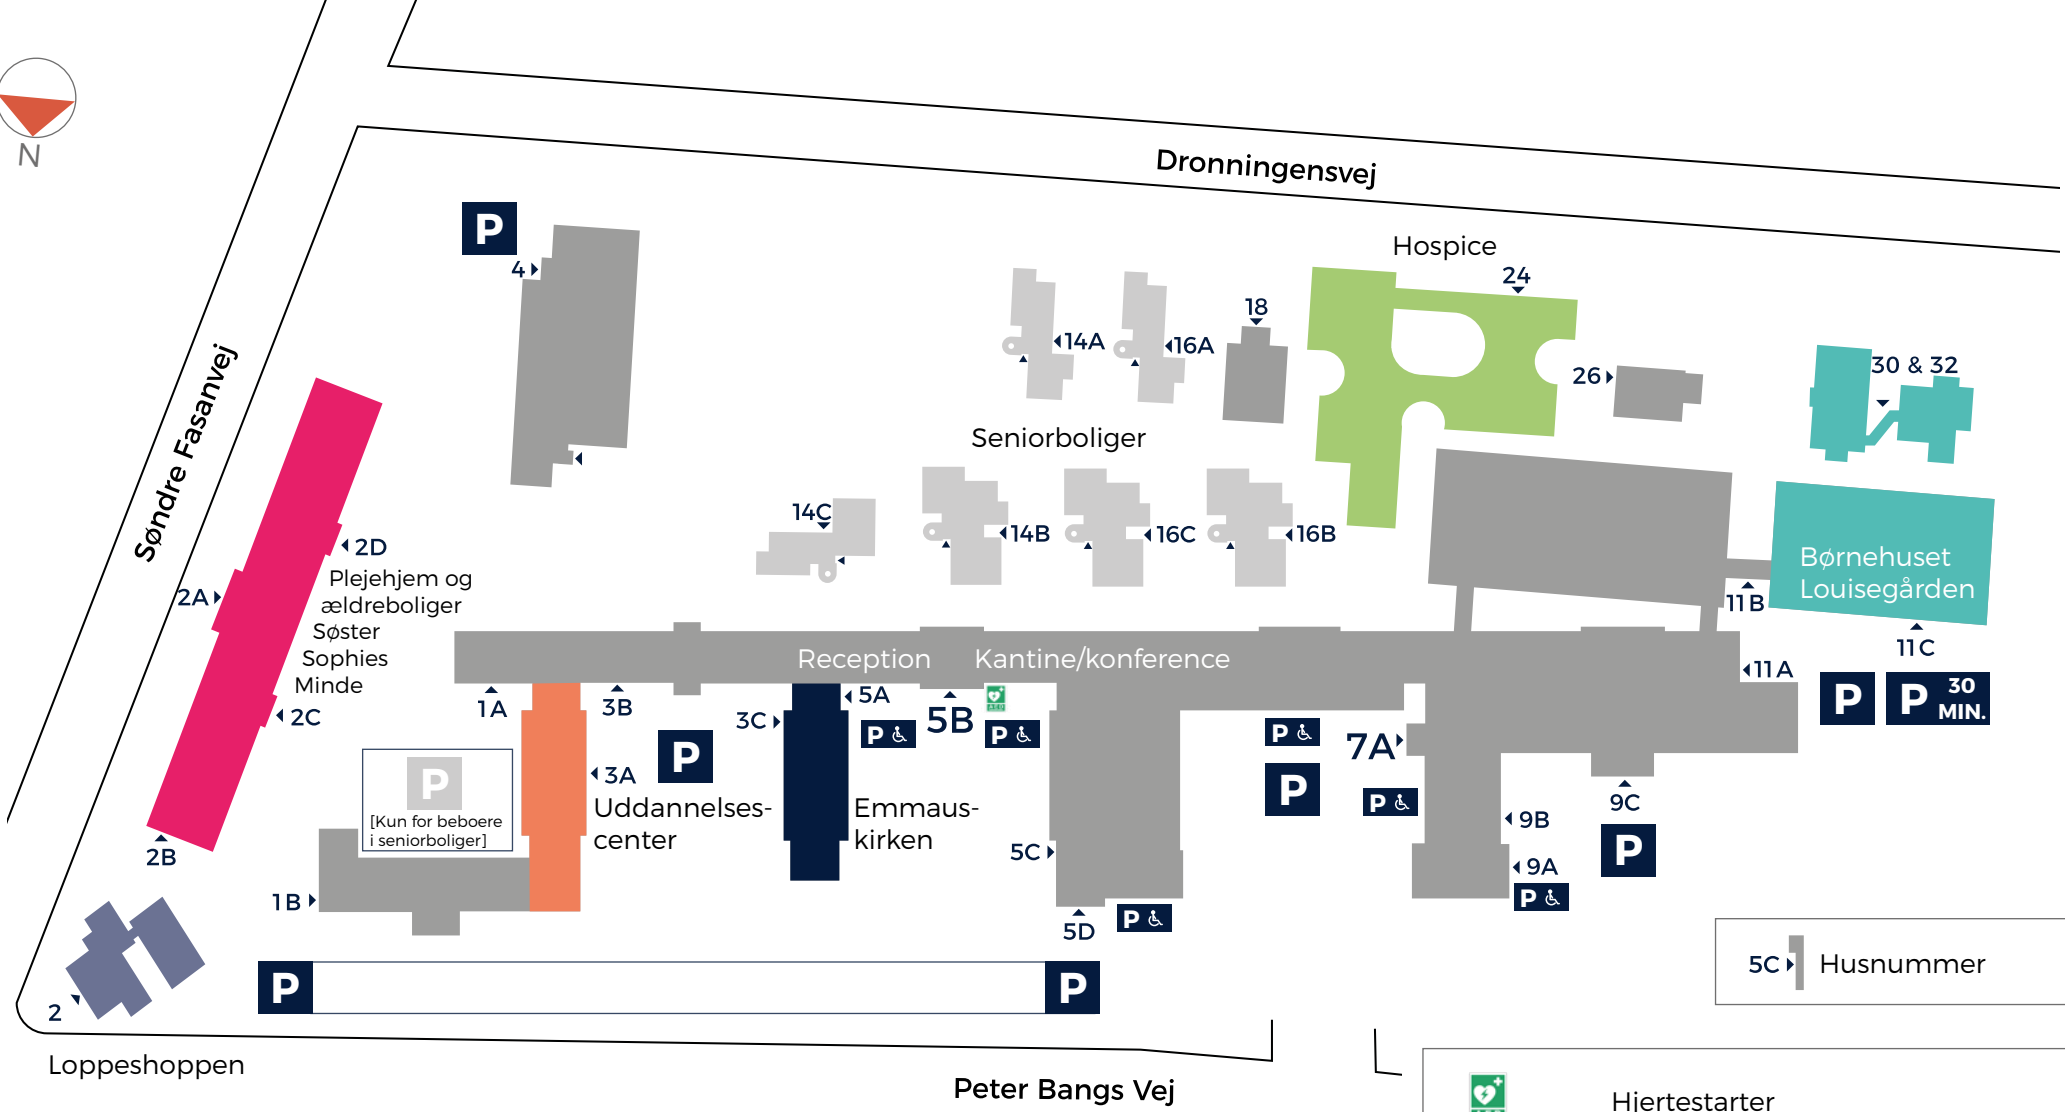 N
Dronningensvej
Søndre Fasanvej
P
4
Hospice
24
18
14A
16A
26
30 & 32
Seniorboliger
14C
14B
16C
16B
2D
Plejehjem og
ældreboliger
Søster
Sophies
Minde
2A
2C
2B
Børnehuset
Louisegården
11B
11C
11A
P
P 30
MIN.
Reception
Kantine/konference
1A
3B
5A
3C
5B
P
P
AED
P
3A
P
[Kun for beboere
i seniorboliger]
Uddannelses-
center
Emmaus-
kirken
P
P
7A
P
9C
9B
P
9A
P
5C
5D
P
1B
2
P
P
Loppeshoppen
Peter Bangs Vej
5C
Husnummer
Hjertestarter